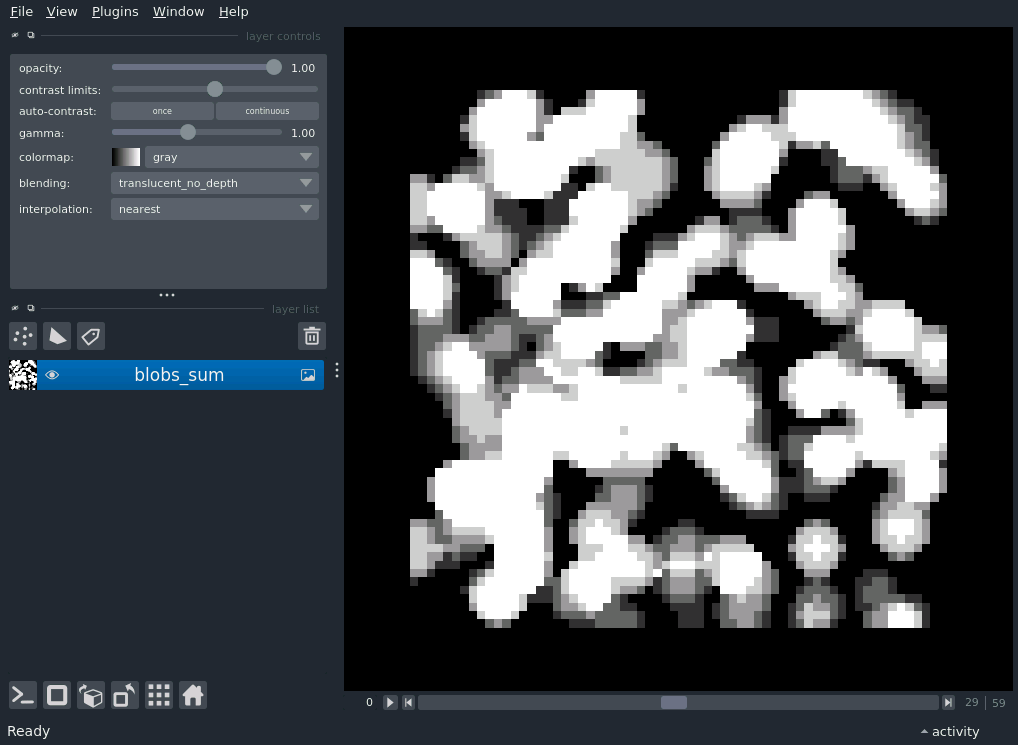 File View Plugins Window Help
layer controls
opacity: 1.00
contrast limits:
auto-contrast: once continuous
gamma: 1.00
colormap: gray
blending: translucent_no_depth
interpolation: nearest
layer list
blobs_sum
0 29 | 59
Ready activity